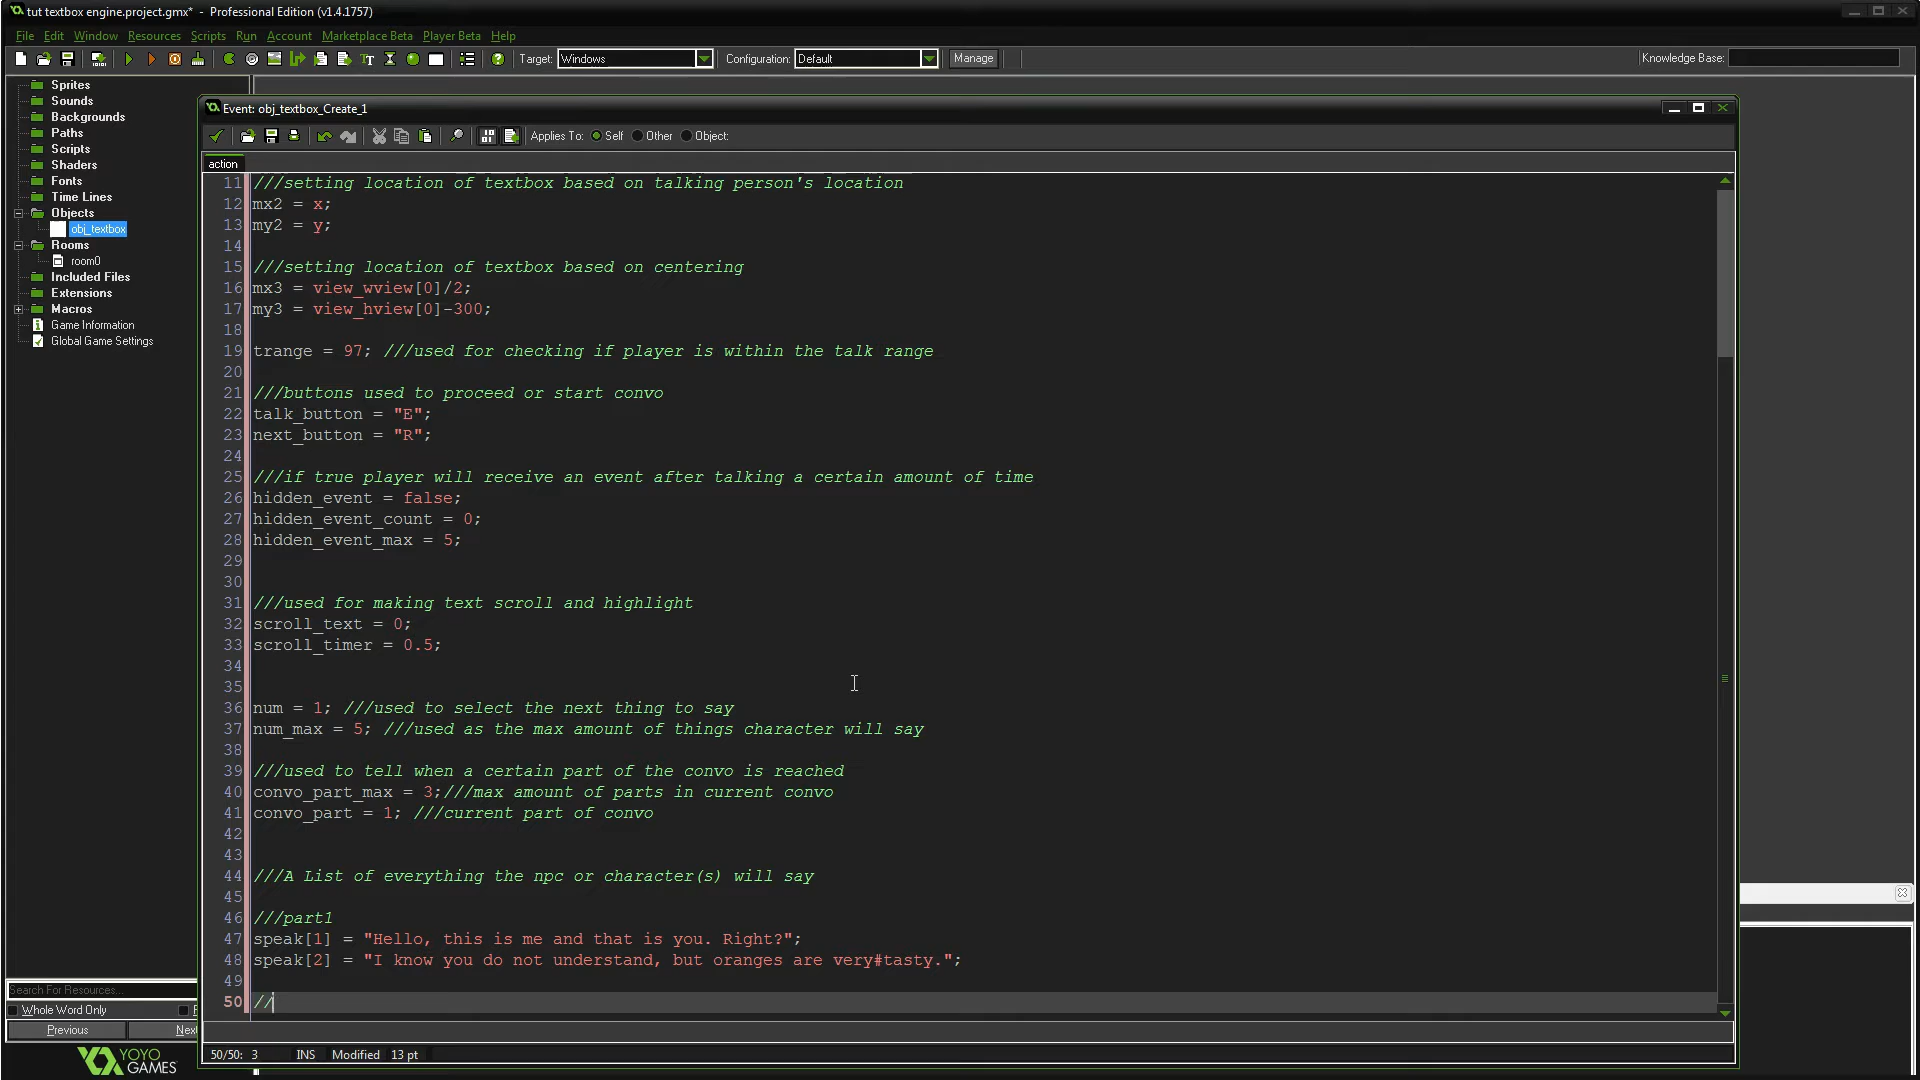 tut textbox engine.project.gmx* - Professional Edition (v1.4.1757)
File Edit Window Resources Scripts Run Account Marketplace Beta Player Beta Help
Target: Windows Configuration: Default Manage Knowledge Base:
Sprites
Sounds
Backgrounds
Paths
Scripts
Shaders
Fonts
Time Lines
Objects
obj_textbox
Rooms
room0
Included Files
Extensions
Macros
Game Information
Global Game Settings
Search For Resources...
Whole Word Only
Previous Next
YOYO
GAMES
Event: obj_textbox_Create_1
Applies To: Self Other Object:
action
11 ///setting location of textbox based on talking person's location
12 mx2 = x;
13 my2 = y;
14
15 ///setting location of textbox based on centering
16 mx3 = view_wview[0]/2;
17 my3 = view_hview[0]-300;
18
19 trange = 97; ///used for checking if player is within the talk range
20
21 ///buttons used to proceed or start convo
22 talk_button = "E";
23 next_button = "R";
24
25 ///if true player will receive an event after talking a certain amount of time
26 hidden_event = false;
27 hidden_event_count = 0;
28 hidden_event_max = 5;
29
30
31 ///used for making text scroll and highlight
32 scroll_text = 0;
33 scroll_timer = 0.5;
34
35
36 num = 1; ///used to select the next thing to say
37 num_max = 5; ///used as the max amount of things character will say
38
39 ///used to tell when a certain part of the convo is reached
40 convo_part_max = 3;///max amount of parts in current convo
41 convo_part = 1; ///current part of convo
42
43
44 ///A List of everything the npc or character(s) will say
45
46 ///part1
47 speak[1] = "Hello, this is me and that is you. Right?";
48 speak[2] = "I know you do not understand, but oranges are very#tasty.";
49
50 //
50/50: 3 INS Modified 13 pt